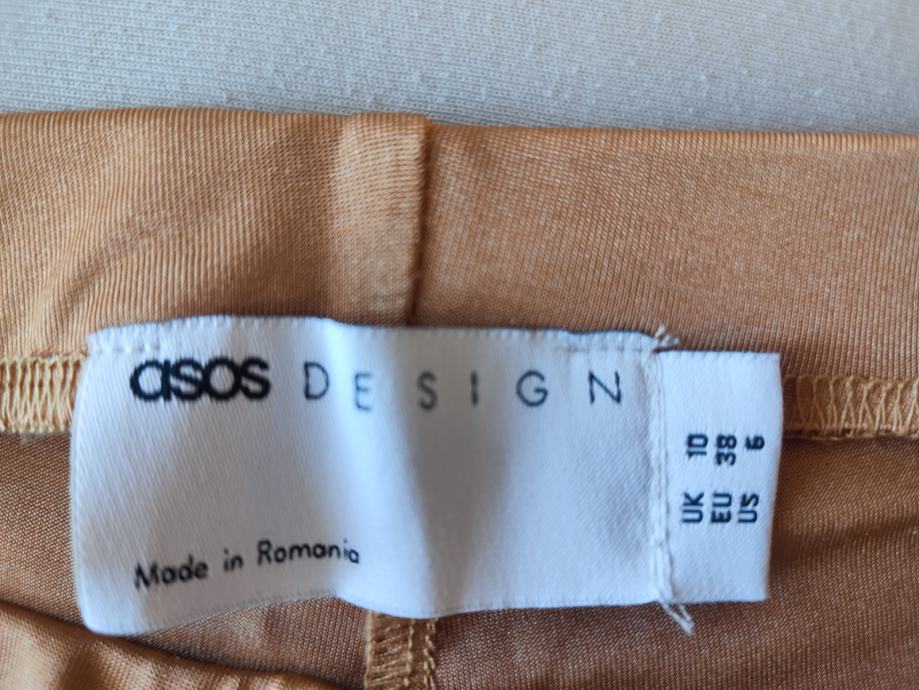 asos DESIGN
Made in Romania
UK 10
EU 38
US 6